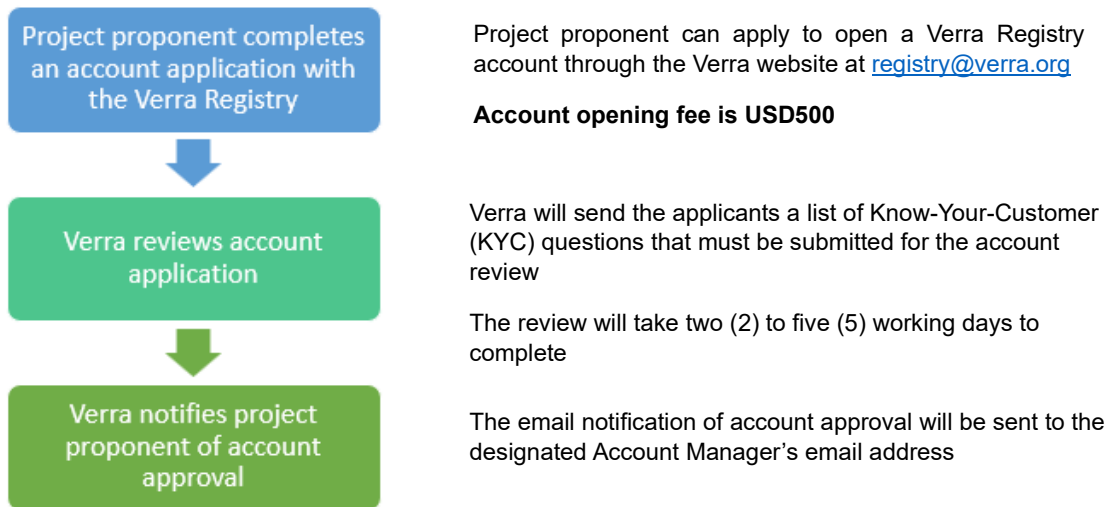 Project proponent completes
an account application with
the Verra Registry
Project proponent can apply to open a Verra Registry
account through the Verra website at registry@verra.org
Account opening fee is USD500
Verra reviews account
application
Verra will send the applicants a list of Know-Your-Customer
(KYC) questions that must be submitted for the account
review
The review will take two (2) to five (5) working days to
complete
Verra notifies project
proponent of account
approval
The email notification of account approval will be sent to the
designated Account Manager’s email address